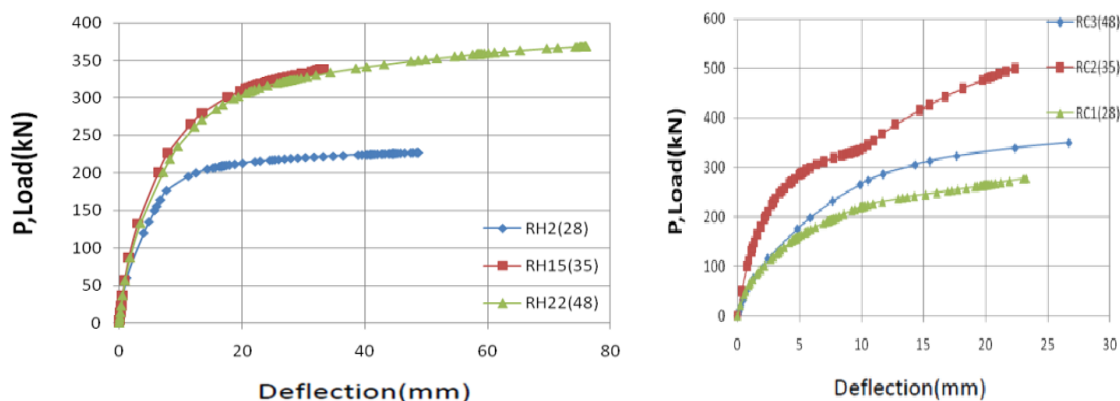 400
350
300
250
200
150
100
50
0
P,Load(kN)
RH2(28)
RH15(35)
RH22(48)
0 20 40 60 80
Deflection(mm)
600
500
400
300
200
100
0
P,Load(kN)
RC3(48)
RC2(35)
RC1(28)
0 5 10 15 20 25 30
Deflection(mm)